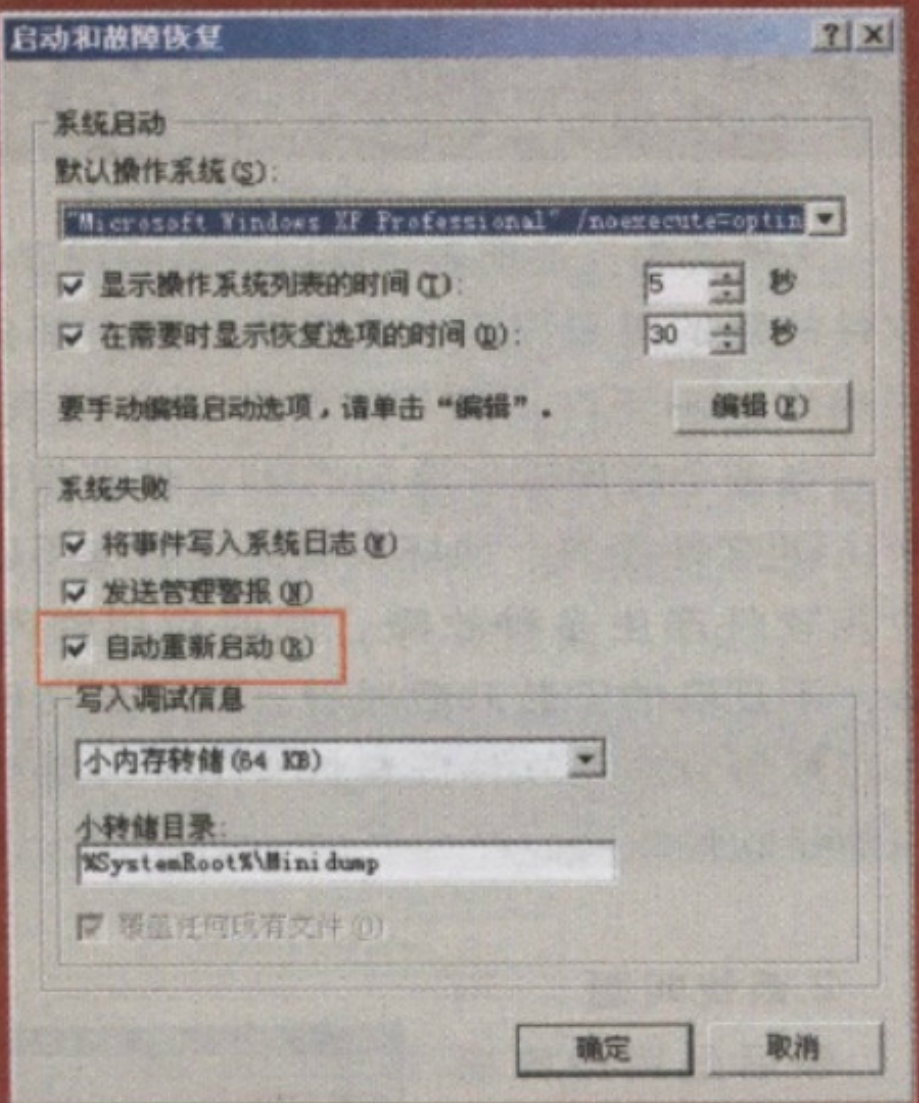 启动和故障恢复
系统启动
默认操作系统(S):
"Microsoft Windows XP Professional" /noexecute=optin
显示操作系统列表的时间(T): 5 秒
在需要时显示恢复选项的时间(D): 30 秒
要手动编辑启动选项，请单击“编辑”。 编辑(E)
系统失败
将事件写入系统日志(W)
发送管理警报(N)
自动重新启动(R)
写入调试信息
小内存转储(64 KB)
小转储目录:
%SystemRoot%\Minidump
覆盖任何现有文件(O)
确定 取消